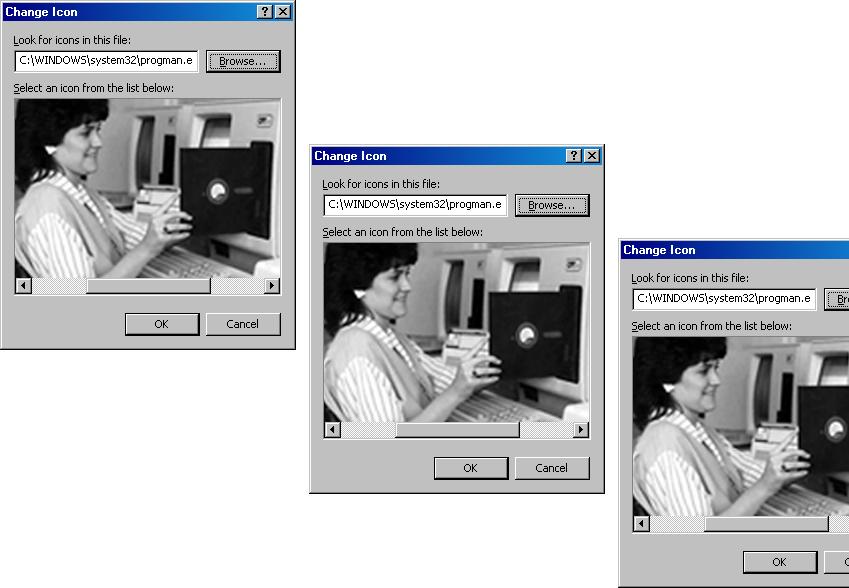 Change Icon
Look for icons in this file:
C:\WINDOWS\system32\progman.e
Browse...
Select an icon from the list below:
OK
Cancel
Change Icon
Look for icons in this file:
C:\WINDOWS\system32\progman.e
Browse...
Select an icon from the list below:
OK
Cancel
Change Icon
Look for icons in this file:
C:\WINDOWS\system32\progman.e
Bro
Select an icon from the list below:
OK
C